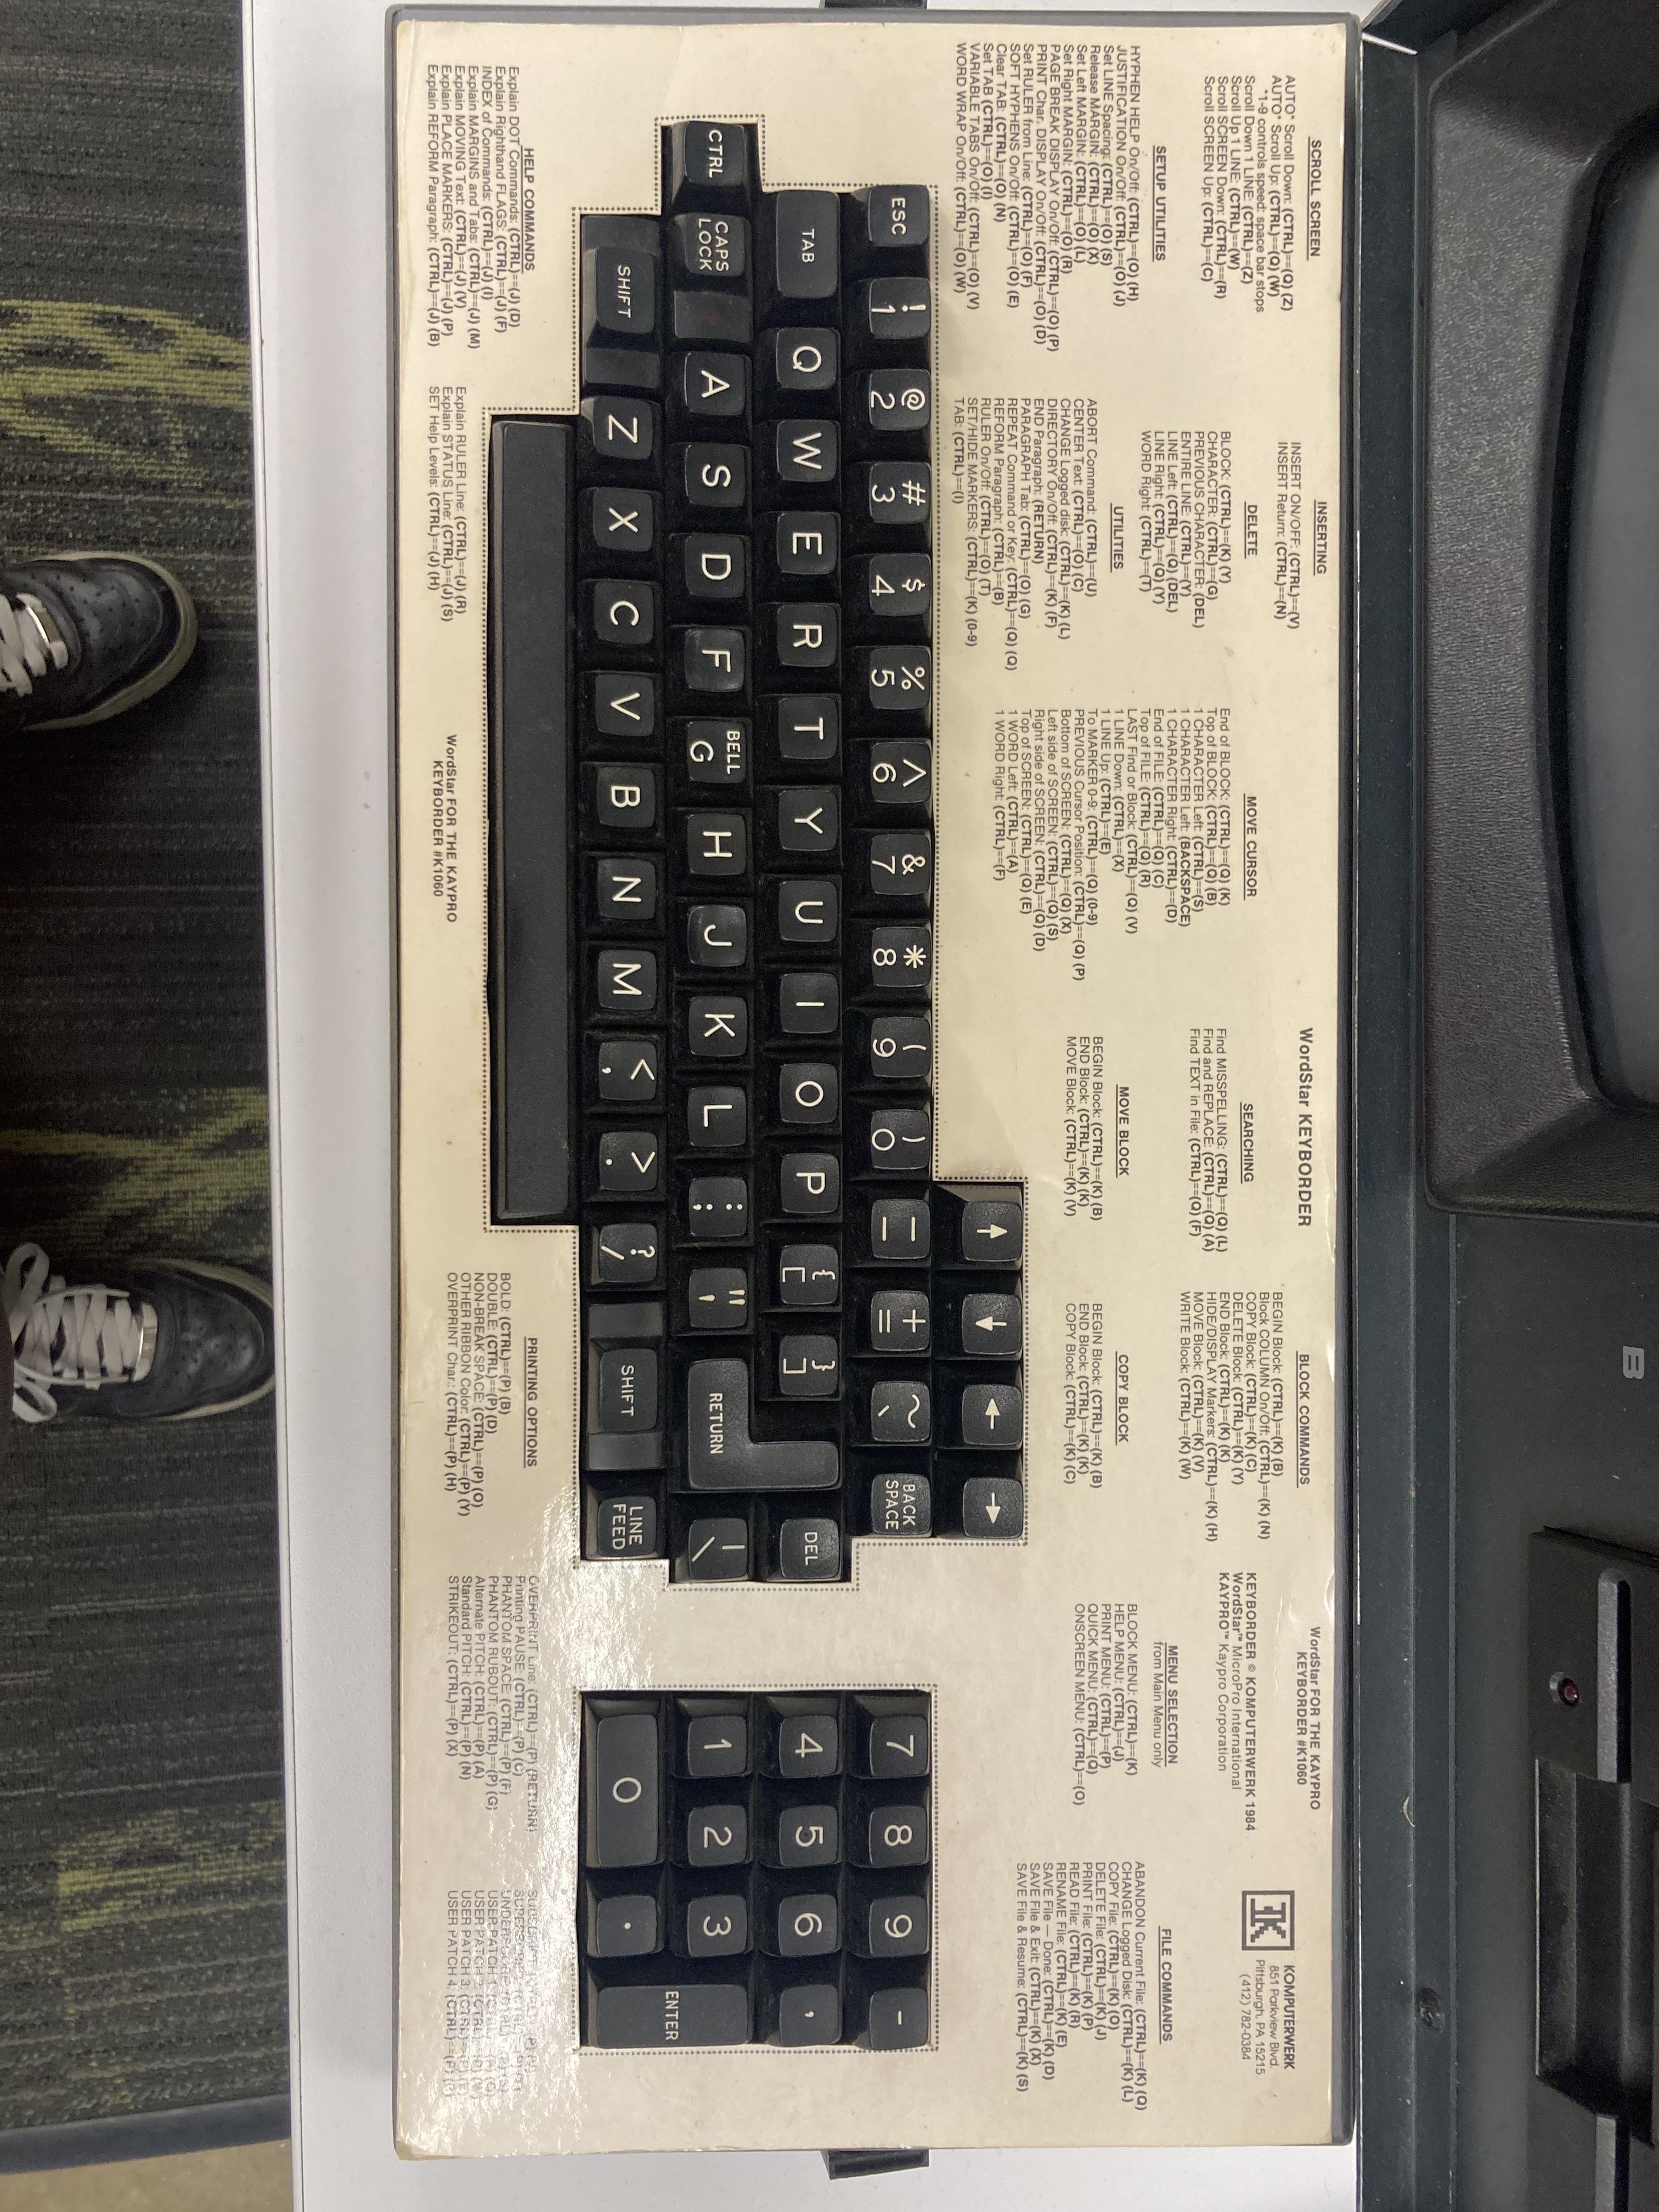 SCROLL SCREEN
AUTO* Scroll Down: (CTRL)==(Q) (Z)
AUTO* Scroll Up: (CTRL)==(Q) (W)
*1-9 controls speed; space bar stops
Scroll Down 1 LINE: (CTRL)==(Z)
Scroll Up 1 LINE: (CTRL)==(W)
Scroll SCREEN Down: (CTRL)==(R)
Scroll SCREEN Up: (CTRL)==(C)
SETUP UTILITIES
HYPHEN HELP On/Off: (CTRL)==(O) (H)
JUSTIFICATION On/Off: (CTRL)==(O) (J)
Set LINE Spacing: (CTRL)==(O) (S)
Release MARGIN: (CTRL)==(O) (X)
Set Left MARGIN: (CTRL)==(O) (L)
Set Right MARGIN: (CTRL)==(O) (R)
PAGE BREAK DISPLAY On/Off: (CTRL)==(O) (P)
PRINT Char. DISPLAY On/Off: (CTRL)==(O) (D)
Set RULER from Line: (CTRL)==(O) (F)
SOFT HYPHENS On/Off: (CTRL)==(O) (E)
Clear TAB: (CTRL)==(O) (N)
Set TAB (CTRL)==(O) (I)
VARIABLE TABS On/Off: (CTRL)==(O) (V)
WORD WRAP On/Off: (CTRL)==(O) (W)
INSERTING
INSERT ON/OFF: (CTRL)==(V)
INSERT Return: (CTRL)==(N)
DELETE
BLOCK: (CTRL)==(K) (Y)
CHARACTER: (CTRL)==(G)
PREVIOUS CHARACTER: (DEL)
ENTIRE LINE: (CTRL)==(Y)
LINE Left: (CTRL)==(Q) (DEL)
LINE Right: (CTRL)==(Q) (Y)
WORD Right: (CTRL)==(T)
UTILITIES
ABORT Command: (CTRL)==(U)
CENTER Text: (CTRL)==(O) (C)
CHANGE Logged disk: (CTRL)==(K) (L)
DIRECTORY On/Off: (CTRL)==(K) (F)
END Paragraph: (RETURN)
PARAGRAPH Tab: (CTRL)==(O) (G)
REPEAT Command or Key: (CTRL)==(Q) (Q)
REFORM Paragraph: (CTRL)==(B)
RULER On/Off: (CTRL)==(O) (T)
SET/HIDE MARKERS: (CTRL)==(K) (0-9)
TAB: (CTRL)==(I)
MOVE CURSOR
End of BLOCK: (CTRL)==(Q) (K)
Top of BLOCK: (CTRL)==(Q) (B)
1 CHARACTER Left: (CTRL)==(S)
1 CHARACTER Left: (BACKSPACE)
1 CHARACTER Right: (CTRL)==(D)
End of FILE: (CTRL)==(Q) (C)
Top of FILE: (CTRL)==(Q) (R)
LAST Find or Block: (CTRL)==(Q) (V)
1 LINE Down: (CTRL)==(X)
1 LINE Up: (CTRL)==(E)
To MARKER 0-9: (CTRL)==(Q) (0-9)
PREVIOUS Cursor Position: (CTRL)==(Q) (P)
Bottom of SCREEN: (CTRL)==(Q) (X)
Left side of SCREEN: (CTRL)==(Q) (S)
Right side of SCREEN: (CTRL)==(Q) (D)
Top of SCREEN: (CTRL)==(Q) (E)
1 WORD Left: (CTRL)==(A)
1 WORD Right: (CTRL)==(F)
WordStar KEYBORDER
SEARCHING
Find MISSPELLING: (CTRL)==(Q) (L)
Find and REPLACE: (CTRL)==(Q) (A)
Find TEXT in File: (CTRL)==(Q) (F)
MOVE BLOCK
BEGIN Block: (CTRL)==(K) (B)
END Block: (CTRL)==(K) (K)
MOVE Block: (CTRL)==(K) (V)
BLOCK COMMANDS
BEGIN Block: (CTRL)==(K) (B)
Block COLUMN On/Off: (CTRL)==(K) (N)
COPY Block: (CTRL)==(K) (C)
DELETE Block: (CTRL)==(K) (Y)
END Block: (CTRL)==(K) (K)
HIDE/DISPLAY Markers: (CTRL)==(K) (H)
MOVE Block: (CTRL)==(K) (V)
WRITE Block: (CTRL)==(K) (W)
COPY BLOCK
BEGIN Block: (CTRL)==(K) (B)
END Block: (CTRL)==(K) (K)
COPY Block: (CTRL)==(K) (C)
WordStar FOR THE KAYPRO
KEYBORDER #K1060
KEYBORDER © KOMPUTERWERK 1984
WordStar™ MicroPro International
KAYPRO™ Kaypro Corporation
MENU SELECTION
from Main Menu only
BLOCK MENU: (CTRL)==(K)
HELP MENU: (CTRL)==(J)
PRINT MENU: (CTRL)==(P)
QUICK MENU: (CTRL)==(Q)
ONSCREEN MENU: (CTRL)==(O)
K
KOMPUTERWERK
851 Parkview Blvd.
Pittsburgh, PA 15215
(412) 782-0384
FILE COMMANDS
ABANDON Current File: (CTRL)==(K) (Q)
CHANGE Logged Disk: (CTRL)==(K) (L)
COPY File: (CTRL)==(K) (O)
DELETE File: (CTRL)==(K) (J)
PRINT File: (CTRL)==(K) (P)
READ File: (CTRL)==(K) (R)
RENAME File: (CTRL)==(K) (E)
SAVE File — Done: (CTRL)==(K) (D)
SAVE File & Exit: (CTRL)==(K) (X)
SAVE File & Resume: (CTRL)==(K) (S)
↑ ↓ ← →
ESC ! 1 @ 2 # 3 $ 4 % 5 ^ 6 & 7 * 8 ( 9 ) 0 _ - + = ~ ` BACK SPACE
7 8 9 -
TAB Q W E R T Y U I O P { [ } ] DEL
4 5 6 ,
CTRL CAPS LOCK A S D F BELL G H J K L : ; " ' RETURN | \
1 2 3
SHIFT Z X C V B N M < , > . ? / SHIFT LINE FEED
0 . ENTER
HELP COMMANDS
Explain DOT Commands: (CTRL)==(J) (D)
Explain Righthand FLAGS: (CTRL)==(J) (F)
INDEX of Commands: (CTRL)==(J) (I)
Explain MARGINS and Tabs: (CTRL)==(J) (M)
Explain MOVING Text: (CTRL)==(J) (V)
Explain PLACE MARKERS: (CTRL)==(J) (P)
Explain REFORM Paragraph: (CTRL)==(J) (B)
Explain RULER Line: (CTRL)==(J) (R)
Explain STATUS Line: (CTRL)==(J) (S)
SET Help Levels: (CTRL)==(J) (H)
WordStar FOR THE KAYPRO
KEYBORDER #K1060
PRINTING OPTIONS
BOLD: (CTRL)==(P) (B)
DOUBLE: (CTRL)==(P) (D)
NON-BREAK SPACE: (CTRL)==(P) (O)
OTHER RIBBON Color: (CTRL)==(P) (Y)
OVERPRINT Char.: (CTRL)==(P) (H)
OVERPRINT Line: (CTRL)==(P) (RETURN)
Printing PAUSE: (CTRL)==(P) (C)
PHANTOM SPACE: (CTRL)==(P) (F)
PHANTOM RUBOUT: (CTRL)==(P) (G)
Alternate PITCH: (CTRL)==(P) (A)
Standard PITCH: (CTRL)==(P) (N)
STRIKEOUT: (CTRL)==(P) (X)
USER PATCH 1:
USER PATCH 2:
USER PATCH 3: (CTRL)==(P) (E)
USER PATCH 4: (CTRL)==(P) (R)
B